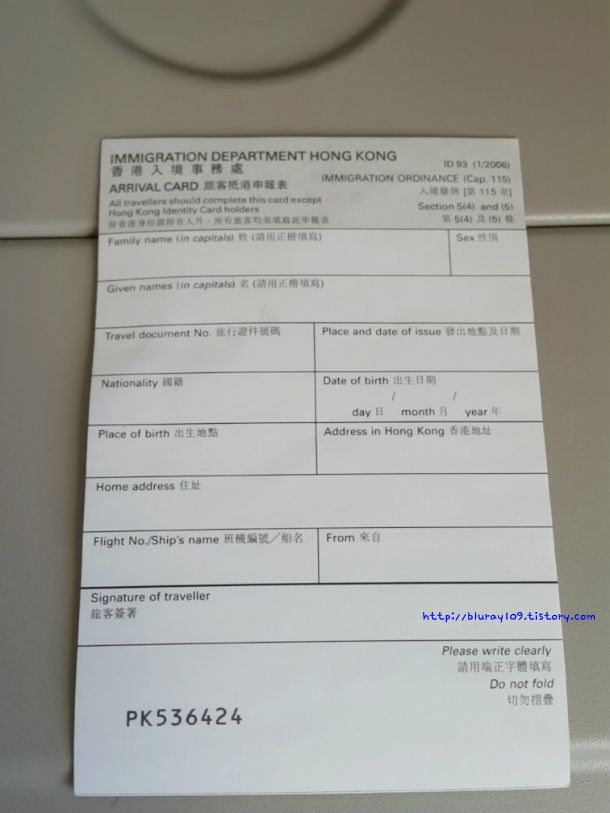 IMMIGRATION DEPARTMENT HONG KONG
香港入境事務處
ID 93 (1/2006)
ARRIVAL CARD 旅客抵港申報表
IMMIGRATION ORDINANCE (Cap. 115)
入境條例 [第 115 章]
All travellers should complete this card except
Hong Kong Identity Card holders
Section 5(4) and (5)
除香港身份證持有人外，所有旅客均須填寫此申報表
第 5(4) 及 (5) 條
Family name (in capitals) 姓 (請用正楷填寫)
Sex 性別
Given names (in capitals) 名 (請用正楷填寫)
Travel document No. 旅行證件號碼
Place and date of issue 發出地點及日期
Nationality 國籍
Date of birth 出生日期
/ /
day 日 month 月 year 年
Place of birth 出生地點
Address in Hong Kong 香港地址
Home address 住址
Flight No./Ship's name 班機編號／船名
From 來自
Signature of traveller
旅客簽署
http://bluray109.tistory.com
Please write clearly
請用端正字體填寫
Do not fold
切勿摺疊
PK536424